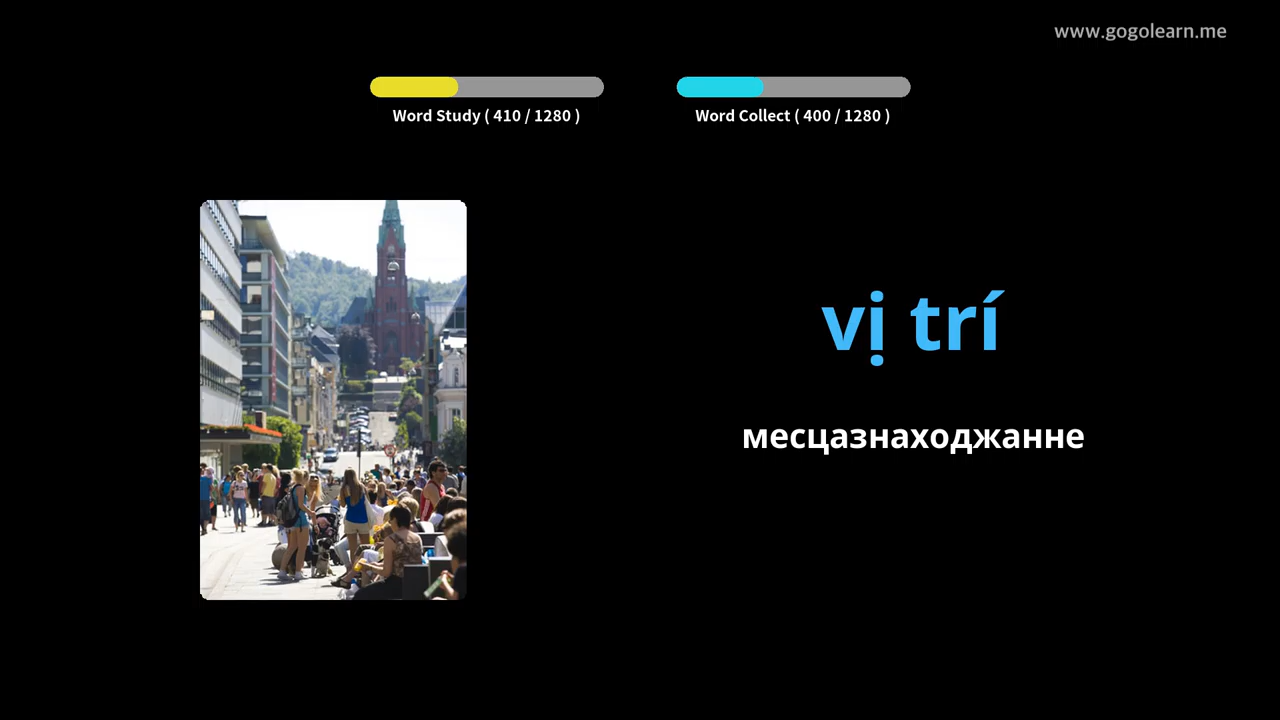 www.gogolearn.me
Word Study ( 410 / 1280 )
Word Collect ( 400 / 1280 )
vị trí
месцазнаходжанне